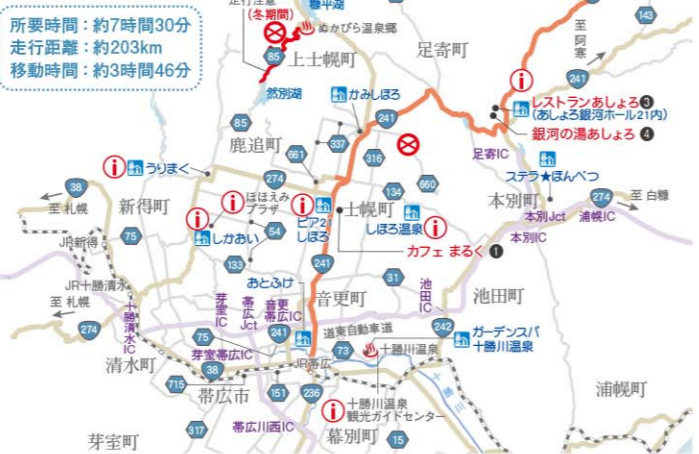 所要時間：約7時間30分
走行距離：約203km
移動時間：約3時間46分
走行注意
（冬期間）
糠平湖
ぬかびら温泉郷
85
上士幌町
然別湖
足寄町
143
至 阿寒
241
レストランあしょろ❸
（あしょろ銀河ホール21内）
銀河の湯あしょろ ❹
足寄IC
かみしほろ
241
85
鹿追町
337
316
661
うりまく
274
134
660
ステラ★ほんべつ
本別町
274
至 白糠
38
至 札幌
新得町
ほほえみ
プラザ
ピア21
しほろ
士幌町
しほろ温泉
本別Jct
浦幌IC
本別IC
75
JR新得
しかおい
54
カフェ まるく ❶
133
241
31
おとふけ
音更町
池田IC
池田町
JR十勝清水
至 札幌
274
十勝清水IC
芽室IC
帯広Jct
音更帯広IC
241
道東自動車道
242
ガーデンスパ
十勝川温泉
75
芽室帯広IC
73
十勝川温泉
清水町
38
JR帯広
715
帯広市
151
236
十勝川
浦幌町
十勝川温泉
観光ガイドセンター
317
帯広川西IC
幕別町
15
芽室町